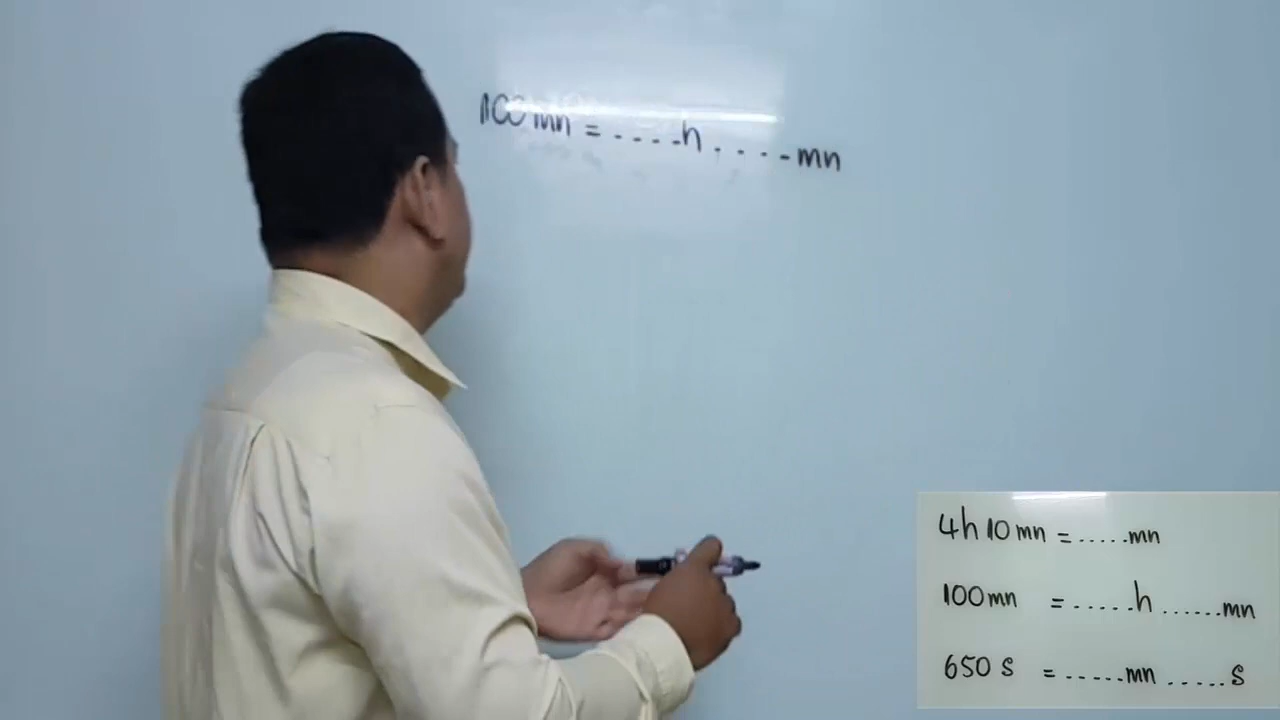 100 mn = ....h ....mn
4h 10 mn = .....mn
100 mn = .....h ......mn
650 s = .....mn .....s